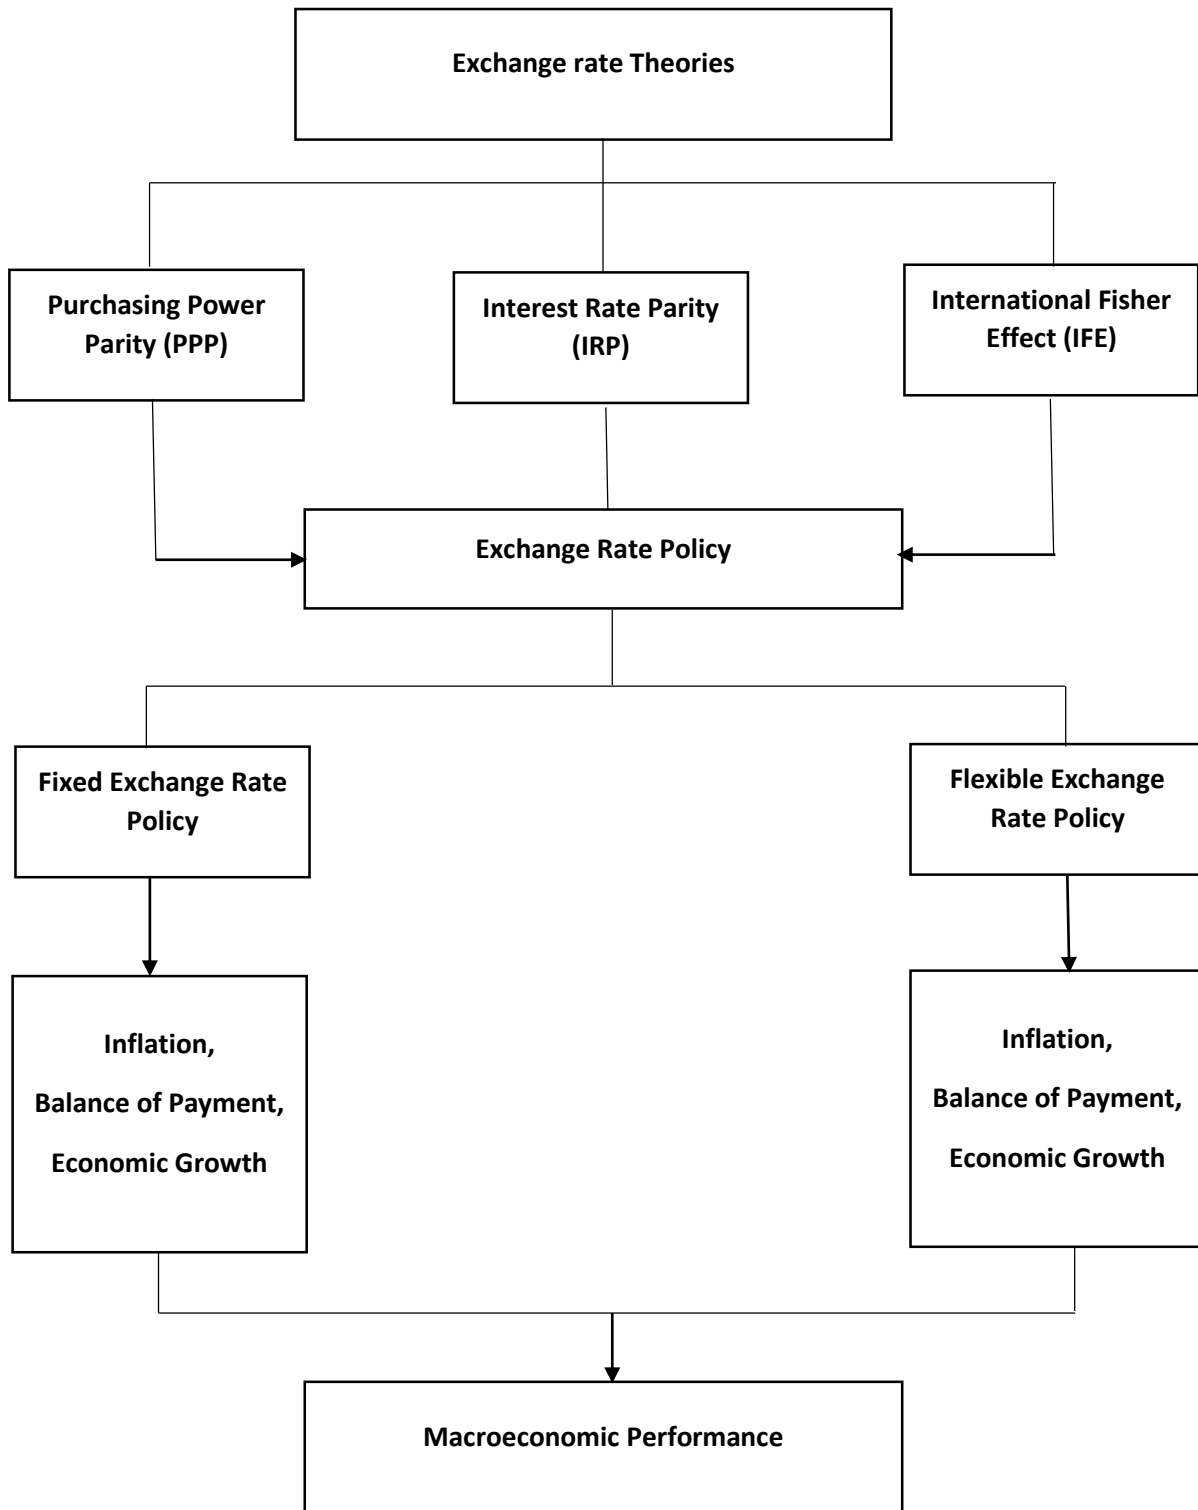 Exchange rate Theories
Purchasing Power
Parity (PPP)
Interest Rate Parity
(IRP)
International Fisher
Effect (IFE)
Exchange Rate Policy
Fixed Exchange Rate
Policy
Flexible Exchange
Rate Policy
Inflation,
Balance of Payment,
Economic Growth
Inflation,
Balance of Payment,
Economic Growth
Macroeconomic Performance